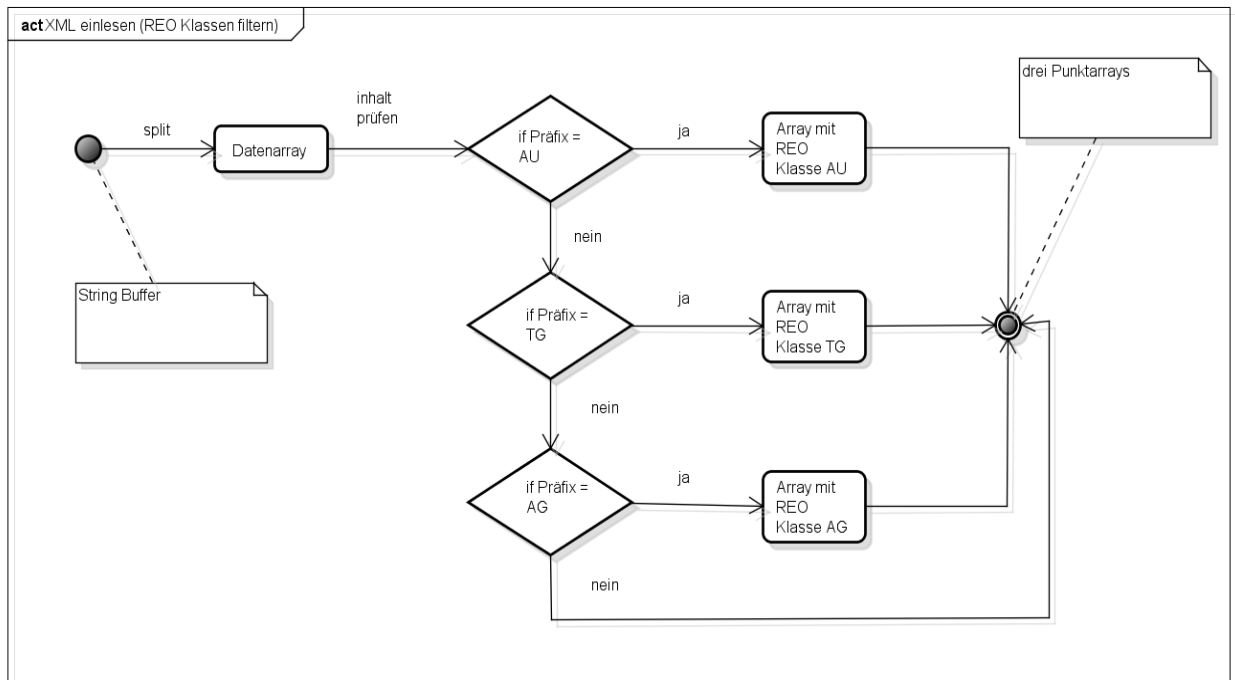 act XML einlesen (REO Klassen filtern)
drei Punktarrays
split
inhalt
prüfen
Datenarray
if Präfix =
AU
ja
Array mit
REO
Klasse AU
nein
String Buffer
if Präfix =
TG
ja
Array mit
REO
Klasse TG
nein
if Präfix =
AG
ja
Array mit
REO
Klasse AG
nein